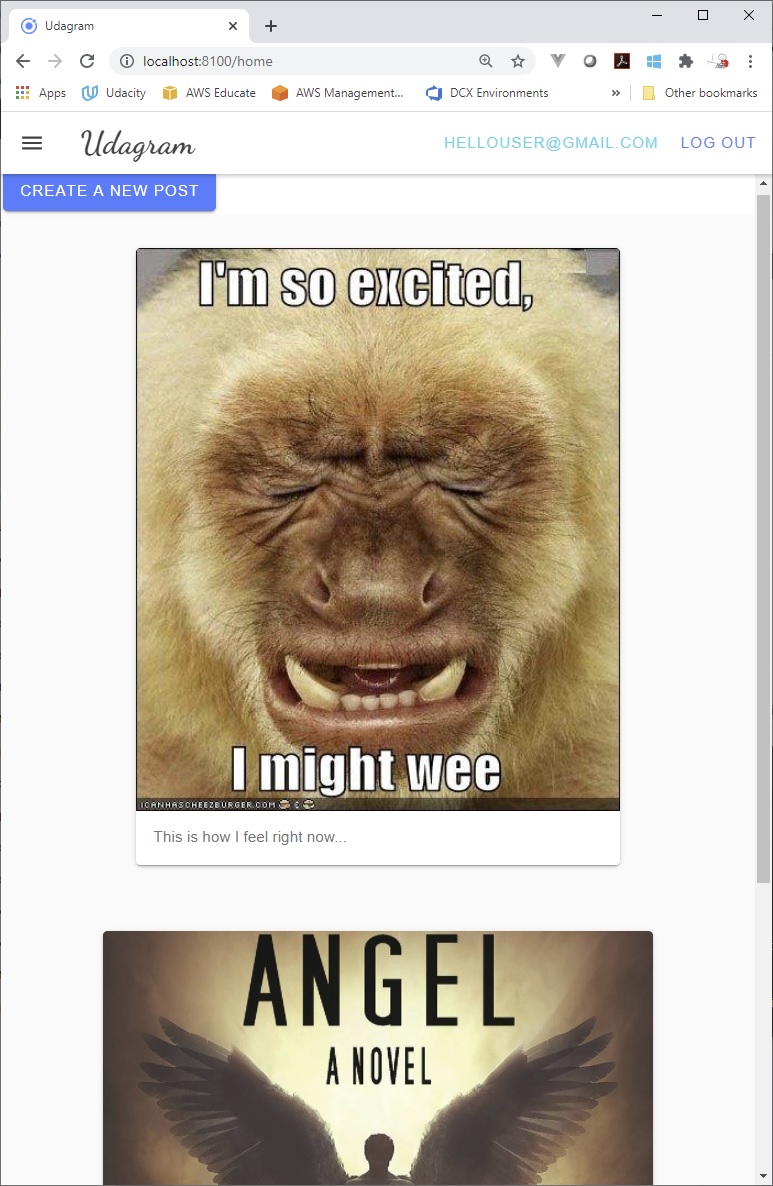 Udagram
localhost:8100/home
Apps
Udacity
AWS Educate
AWS Management...
DCX Environments
»
Other bookmarks
Udagram
HELLOUSER@GMAIL.COM
LOG OUT
CREATE A NEW POST
I'm so excited,
I might wee
ICANHASCHEEZBURGER.COM
This is how I feel right now...
ANGEL
A NOVEL